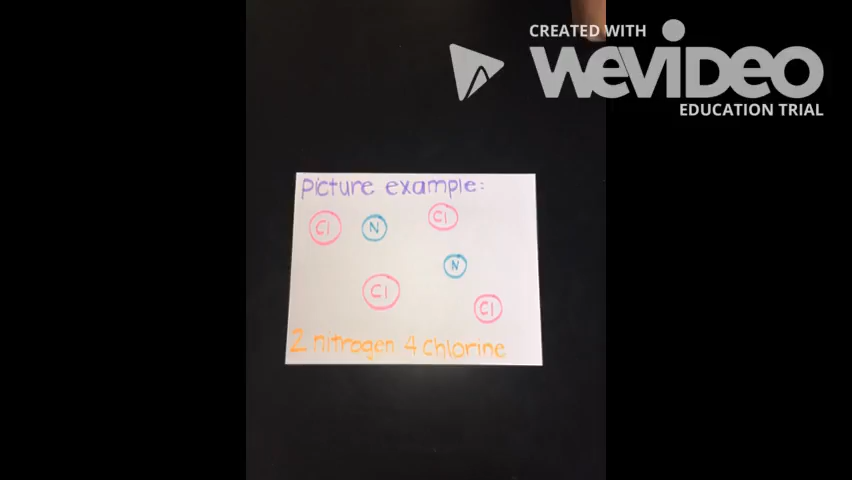 CREATED WITH
WEVIDEO
EDUCATION TRIAL
Picture example:
Cl N Cl
N
Cl
Cl
2 nitrogen 4 chlorine